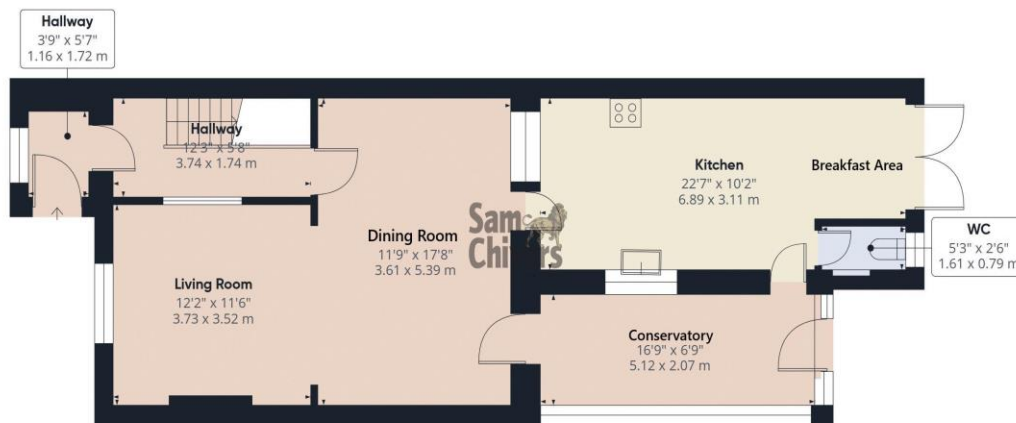 Hallway
3'9" x 5'7"
1.16 x 1.72 m
Hallway
12'3" x 5'8"
3.74 x 1.74 m
Kitchen
22'7" x 10'2"
6.89 x 3.11 m
Breakfast Area
WC
5'3" x 2'6"
1.61 x 0.79 m
Dining Room
11'9" x 17'8"
3.61 x 5.39 m
Sam
Chivers
Living Room
12'2" x 11'6"
3.73 x 3.52 m
Conservatory
16'9" x 6'9"
5.12 x 2.07 m